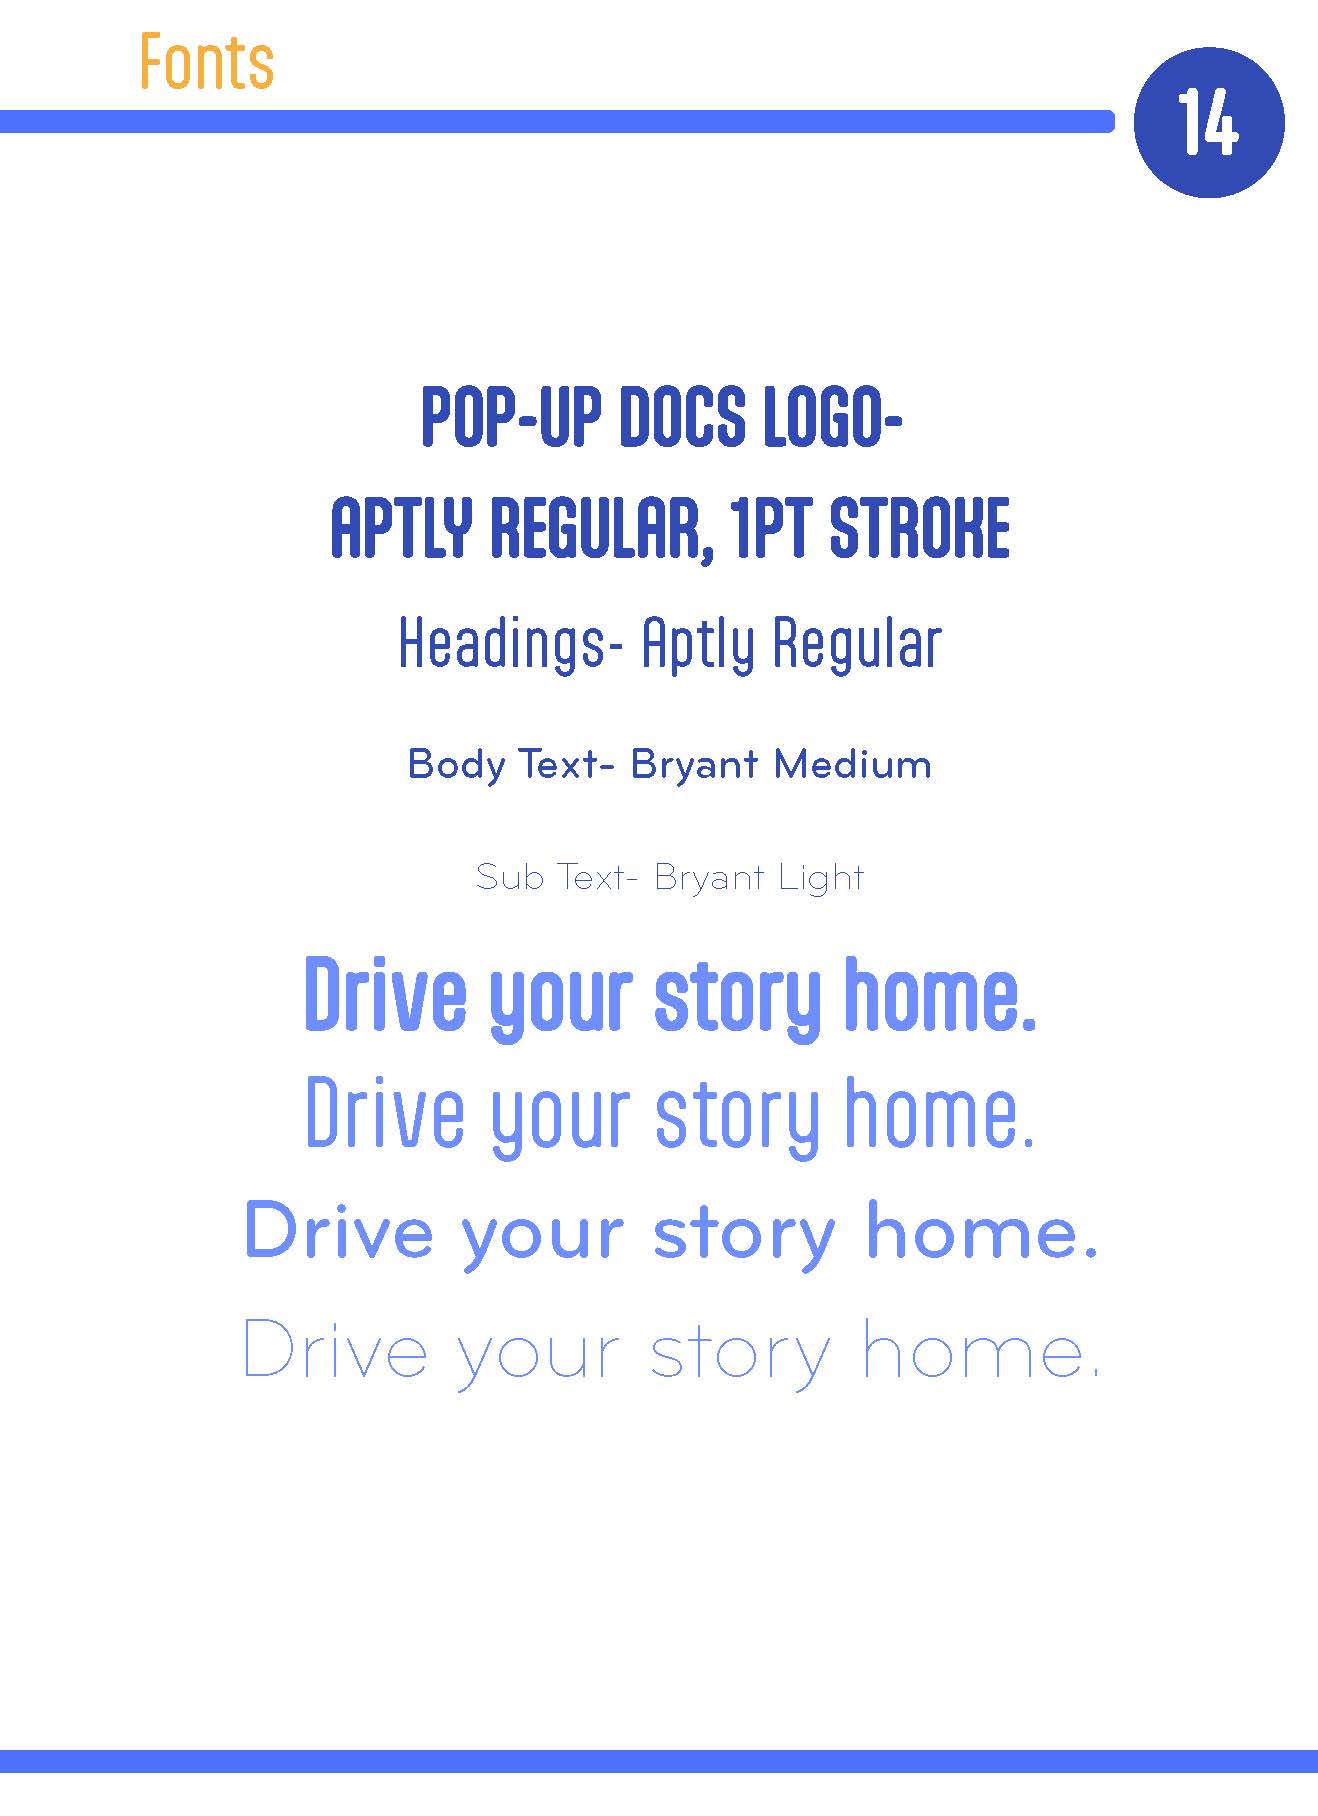 Fonts
14
POP-UP DOCS LOGO-
APTLY REGULAR, 1PT STROKE
Headings- Aptly Regular
Body Text- Bryant Medium
Sub Text- Bryant Light
Drive your story home.
Drive your story home.
Drive your story home.
Drive your story home.